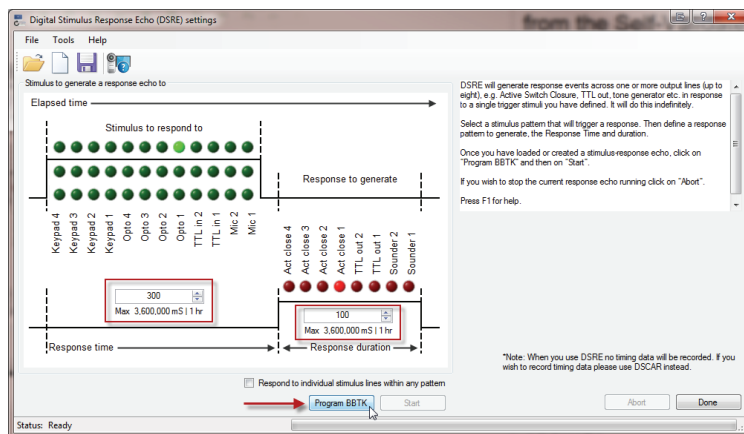 from the Self-V
Digital Stimulus Response Echo (DSRE) settings
File Tools Help
Stimulus to generate a response echo to
Elapsed time
Stimulus to respond to
Response to generate
Keypad 4
Keypad 3
Keypad 2
Keypad 1
Opto 4
Opto 3
Opto 2
Opto 1
TTL in 2
TTL in 1
Mic 2
Mic 1
Act close 4
Act close 3
Act close 2
Act close 1
TTL out 2
TTL out 1
Sounder 2
Sounder 1
300
Max 3,600,000 mS | 1 hr
100
Max 3,600,000 mS | 1 hr
Response time
Response duration
Respond to individual stimulus lines within any pattern
Program BBTK
Start
DSRE will generate response events across one or more output lines (up to
eight), e.g. Active Switch Closure, TTL out, tone generator etc. in response
to a single trigger stimuli you have defined. It will do this indefinitely.
Select a stimulus pattern that will trigger a response. Then define a response
pattern to generate, the Response Time and duration.
Once you have loaded or created a stimulus-response echo, click on
"Program BBTK" and then on "Start".
If you wish to stop the current response echo running click on "Abort".
Press F1 for help.
*Note: When you use DSRE no timing data will be recorded. If you
wish to record timing data please use DSCAR instead.
Abort
Done
Status: Ready